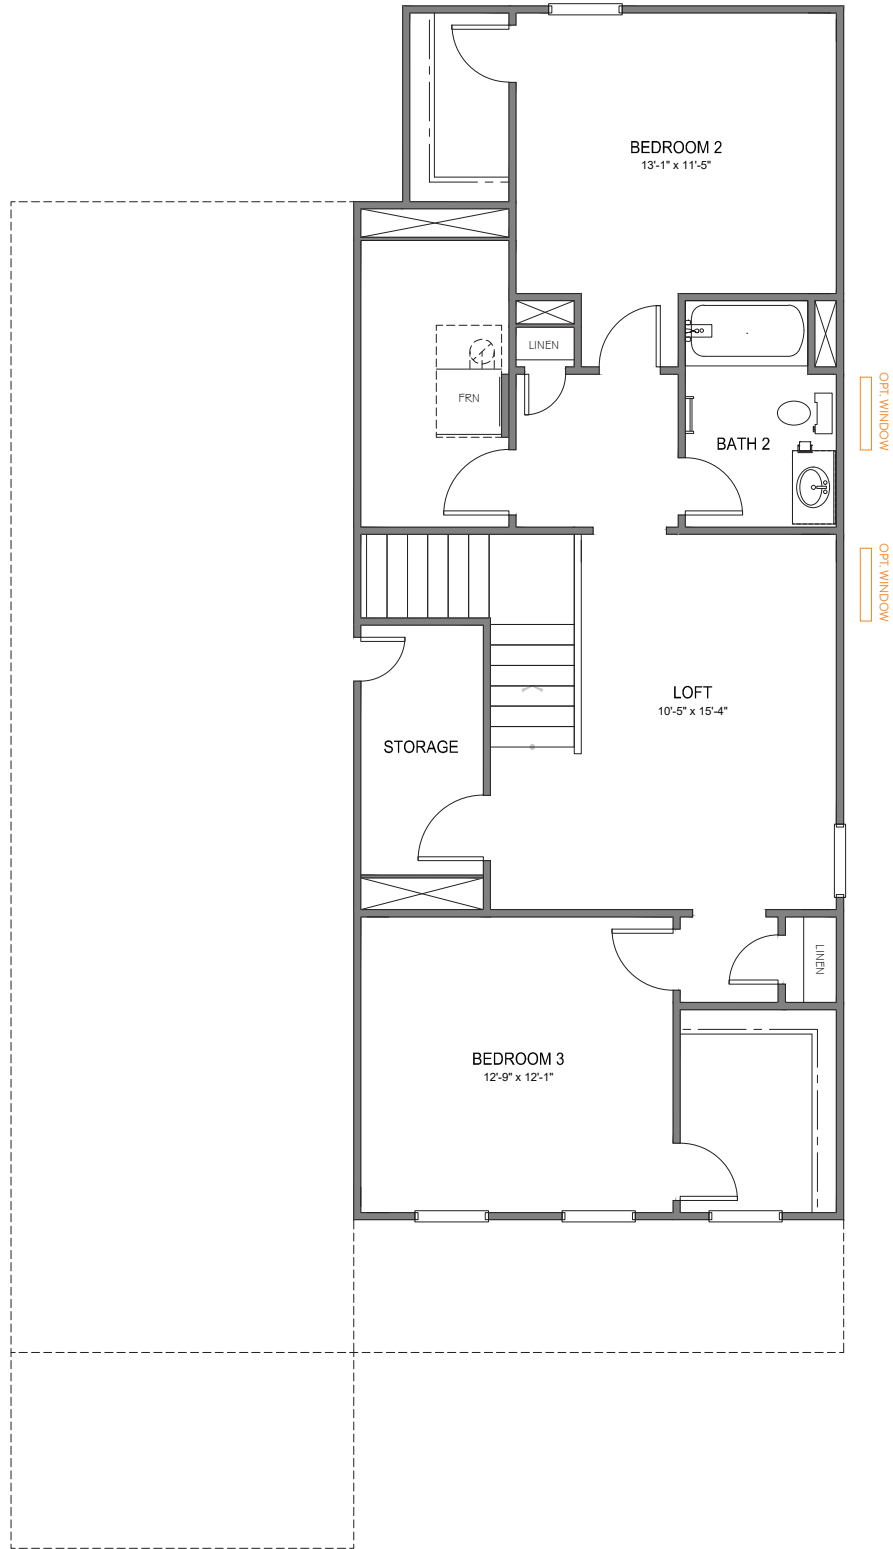 BEDROOM 2
13'-1" x 11'-5"
LINEN
FRN
BATH 2
OPT. WINDOW
OPT. WINDOW
LOFT
10'-5" x 15'-4"
STORAGE
LINEN
BEDROOM 3
12'-9" x 12'-1"